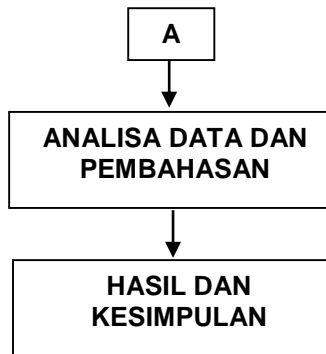 A
ANALISA DATA DAN
PEMBAHASAN
HASIL DAN
KESIMPULAN